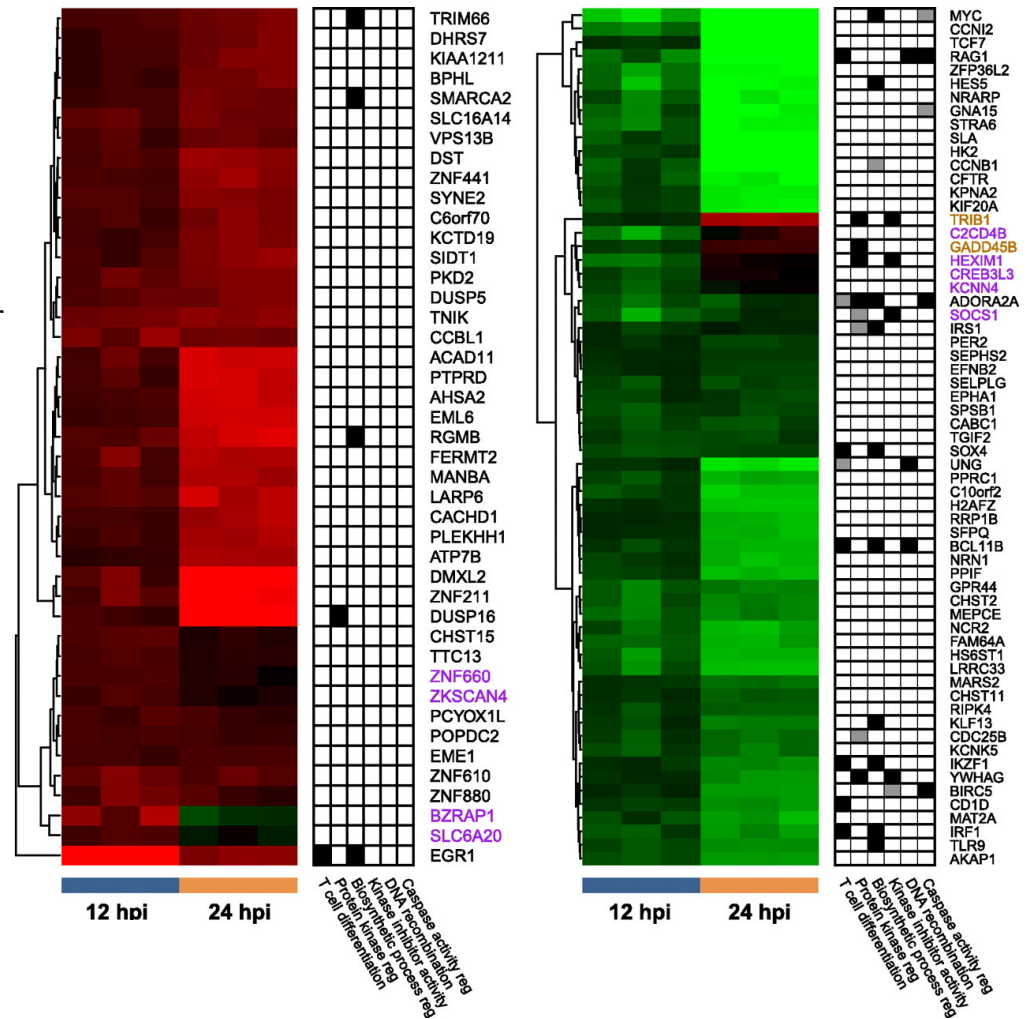 TRIM66
DHRS7
KIAA1211
BPHL
SMARCA2
SLC16A14
VPS13B
DST
ZNF441
SYNE2
C6orf70
KCTD19
SIDT1
PKD2
DUSP5
TNIK
CCBL1
ACAD11
PTPRD
AHSA2
EML6
RGMB
FERMT2
MANBA
LARP6
CACHD1
PLEKHH1
ATP7B
DMXL2
ZNF211
DUSP16
CHST15
TTC13
ZNF660
ZKSCAN4
PCYOX1L
POPDC2
EME1
ZNF610
ZNF880
BZRAP1
SLC6A20
EGR1
12 hpi
24 hpi
T cell differentiation
Protein kinase reg
Biosynthetic process reg
Kinase inhibitor activity
DNA recombination
Caspase activity reg
MYC
CCNI2
TCF7
RAG1
ZFP36L2
HES5
NRARP
GNA15
STRA6
SLA
HK2
CCNB1
CFTR
KPNA2
KIF20A
TRIB1
C2CD4B
GADD45B
HEXIM1
CREB3L3
KCNN4
ADORA2A
SOCS1
IRS1
PER2
SEPHS2
EFNB2
SELPLG
EPHA1
SPSB1
CABC1
TGIF2
SOX4
UNG
PPRC1
C10orf2
H2AFZ
RRP1B
SFPQ
BCL11B
NRN1
PPIF
GPR44
CHST2
MEPCE
NCR2
FAM64A
HS6ST1
LRRC33
MARS2
CHST11
RIPK4
KLF13
CDC25B
KCNK5
IKZF1
YWHAG
BIRC5
CD1D
MAT2A
IRF1
TLR9
AKAP1
12 hpi
24 hpi
T cell differentiation
Protein kinase reg
Biosynthetic process reg
Kinase inhibitor activity
DNA recombination
Caspase activity reg